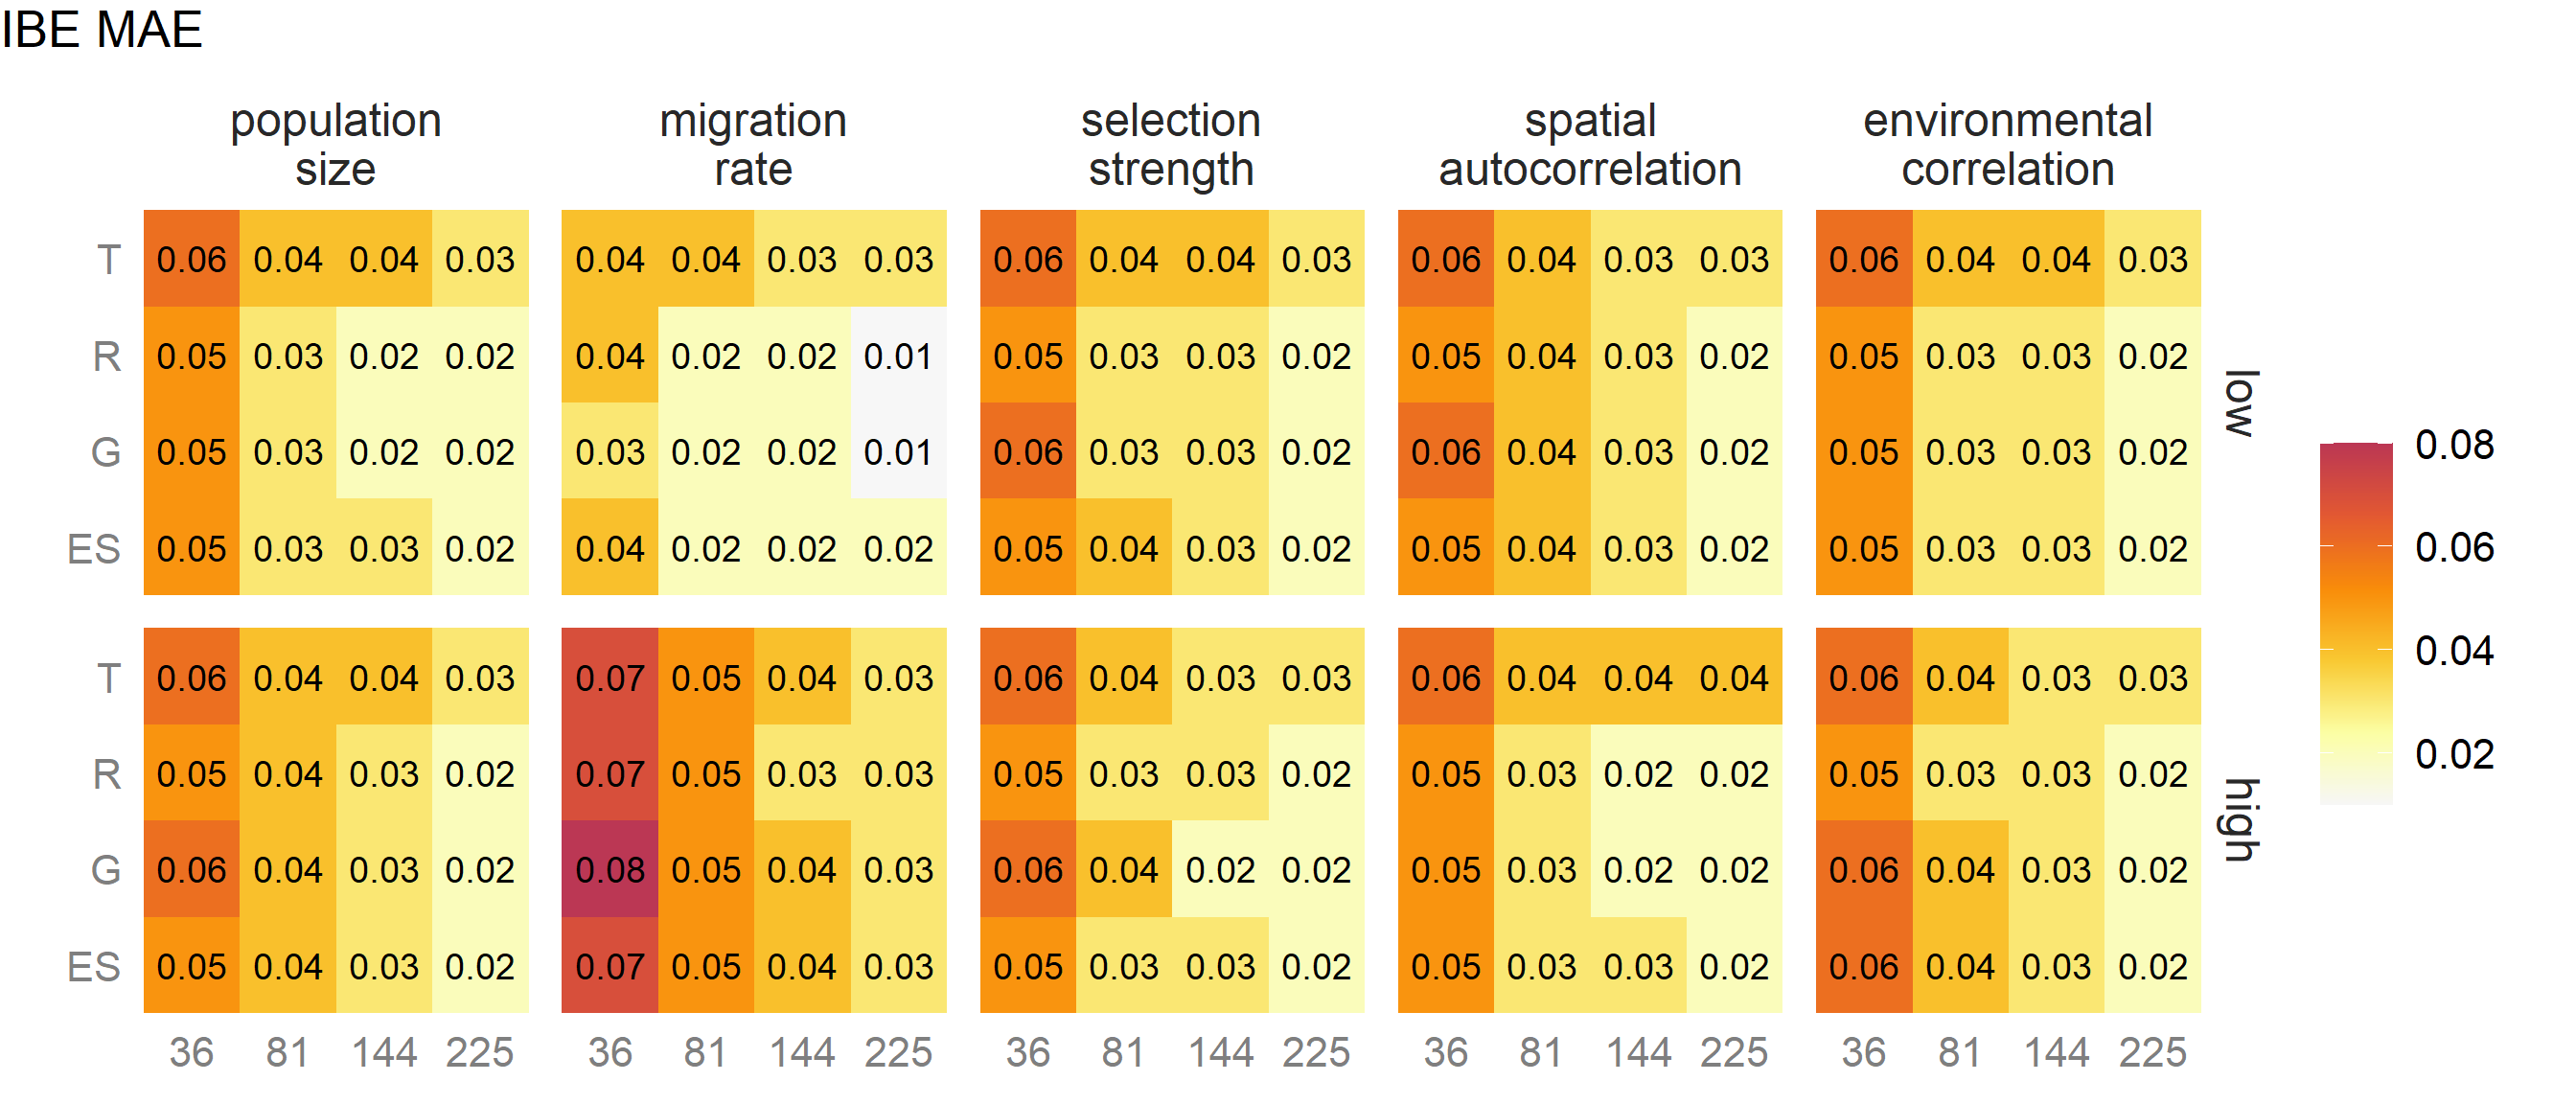 IBE MAE
population size
migration rate
selection strength
spatial autocorrelation
environmental correlation
T 0.06 0.04 0.04 0.03 0.04 0.04 0.03 0.03 0.06 0.04 0.04 0.03 0.06 0.04 0.03 0.03 0.06 0.04 0.04 0.03
R 0.05 0.03 0.02 0.02 0.04 0.02 0.02 0.01 0.05 0.03 0.03 0.02 0.05 0.04 0.03 0.02 0.05 0.03 0.03 0.02
G 0.05 0.03 0.02 0.02 0.03 0.02 0.02 0.01 0.06 0.03 0.03 0.02 0.06 0.04 0.03 0.02 0.05 0.03 0.03 0.02
ES 0.05 0.03 0.03 0.02 0.04 0.02 0.02 0.02 0.05 0.04 0.03 0.02 0.05 0.04 0.03 0.02 0.05 0.03 0.03 0.02
low
T 0.06 0.04 0.04 0.03 0.07 0.05 0.04 0.03 0.06 0.04 0.03 0.03 0.06 0.04 0.04 0.04 0.06 0.04 0.03 0.03
R 0.05 0.04 0.03 0.02 0.07 0.05 0.03 0.03 0.05 0.03 0.03 0.02 0.05 0.03 0.02 0.02 0.05 0.03 0.03 0.02
G 0.06 0.04 0.03 0.02 0.08 0.05 0.04 0.03 0.06 0.04 0.02 0.02 0.05 0.03 0.02 0.02 0.06 0.04 0.03 0.02
ES 0.05 0.04 0.03 0.02 0.07 0.05 0.04 0.03 0.05 0.03 0.03 0.02 0.05 0.03 0.03 0.02 0.06 0.04 0.03 0.02
high
36 81 144 225 36 81 144 225 36 81 144 225 36 81 144 225 36 81 144 225
0.08
0.06
0.04
0.02